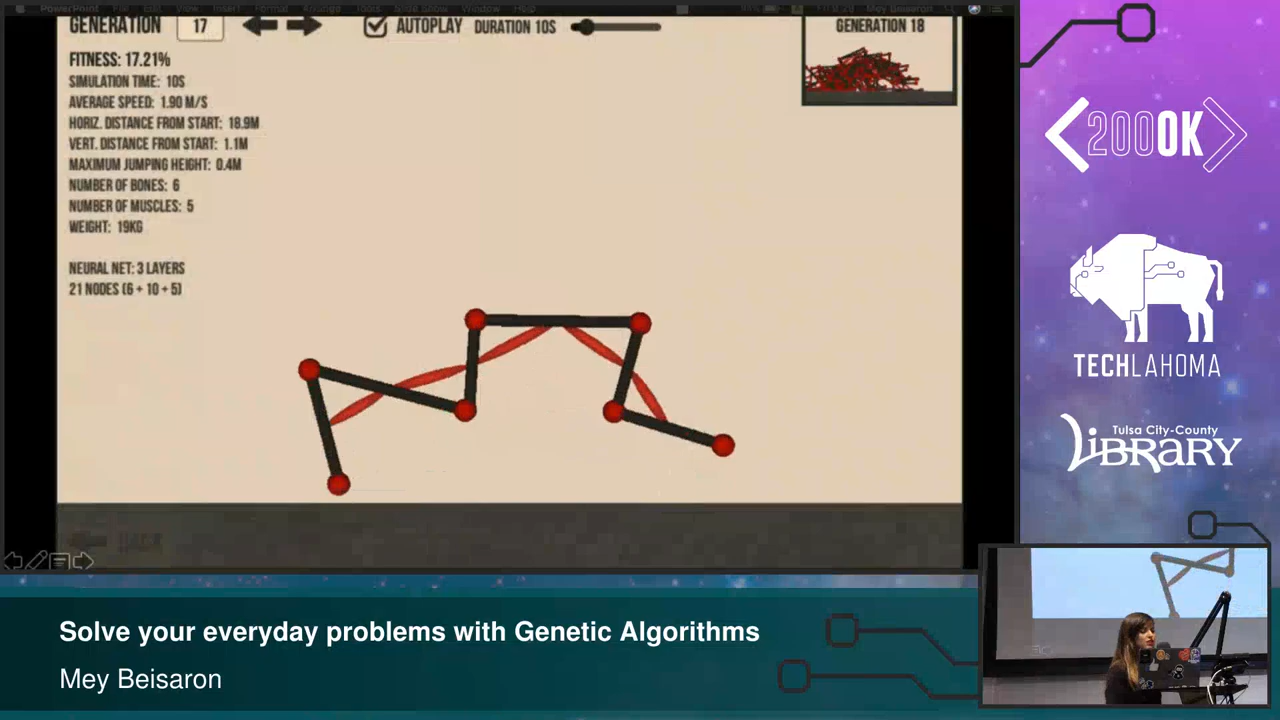 GENERATION 17
AUTOPLAY DURATION 10S
GENERATION 18
FITNESS: 17.21%
SIMULATION TIME: 10S
AVERAGE SPEED: 1.90 M/S
HORIZ. DISTANCE FROM START: 18.9M
VERT. DISTANCE FROM START: 1.1M
MAXIMUM JUMPING HEIGHT: 0.4M
NUMBER OF BONES: 6
NUMBER OF MUSCLES: 5
WEIGHT: 19KG
NEURAL NET: 3 LAYERS
21 NODES (6 + 10 + 5)
BACK
200OK
TECHLAHOMA
Tulsa City-County
LiBRARY
Solve your everyday problems with Genetic Algorithms
Mey Beisaron